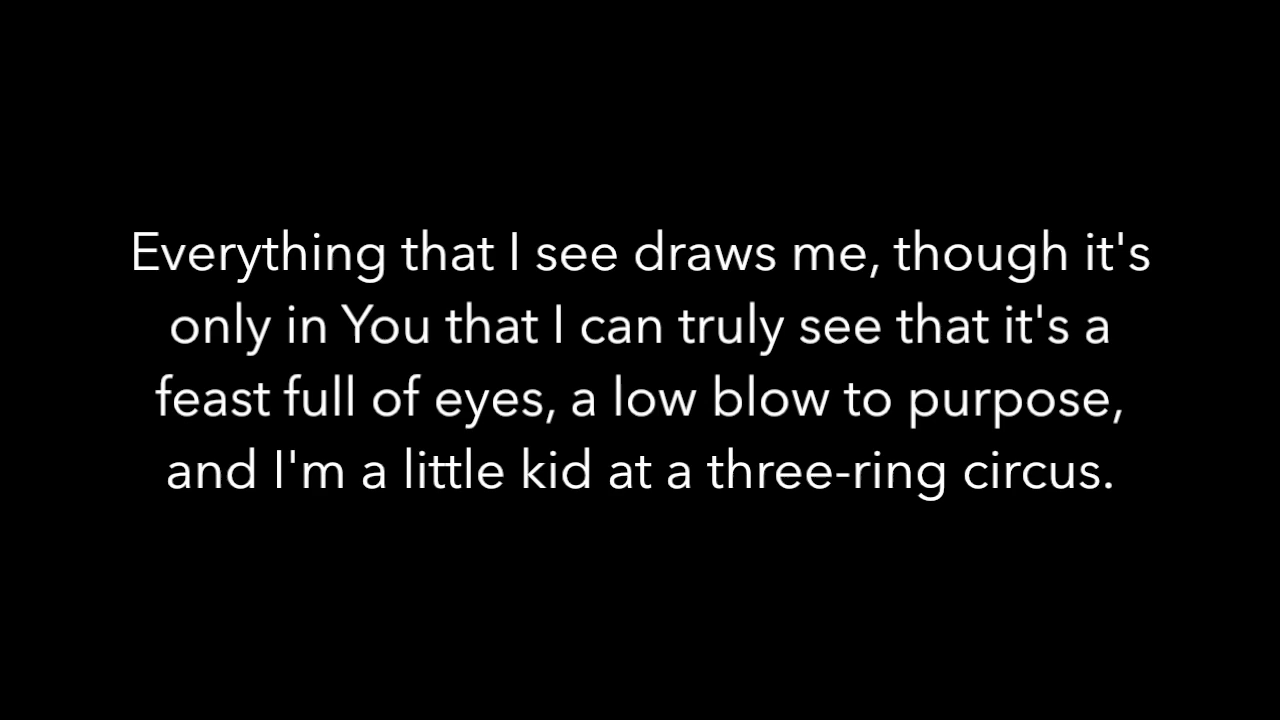 Everything that I see draws me, though it's
only in You that I can truly see that it's a
feast full of eyes, a low blow to purpose,
and I'm a little kid at a three-ring circus.